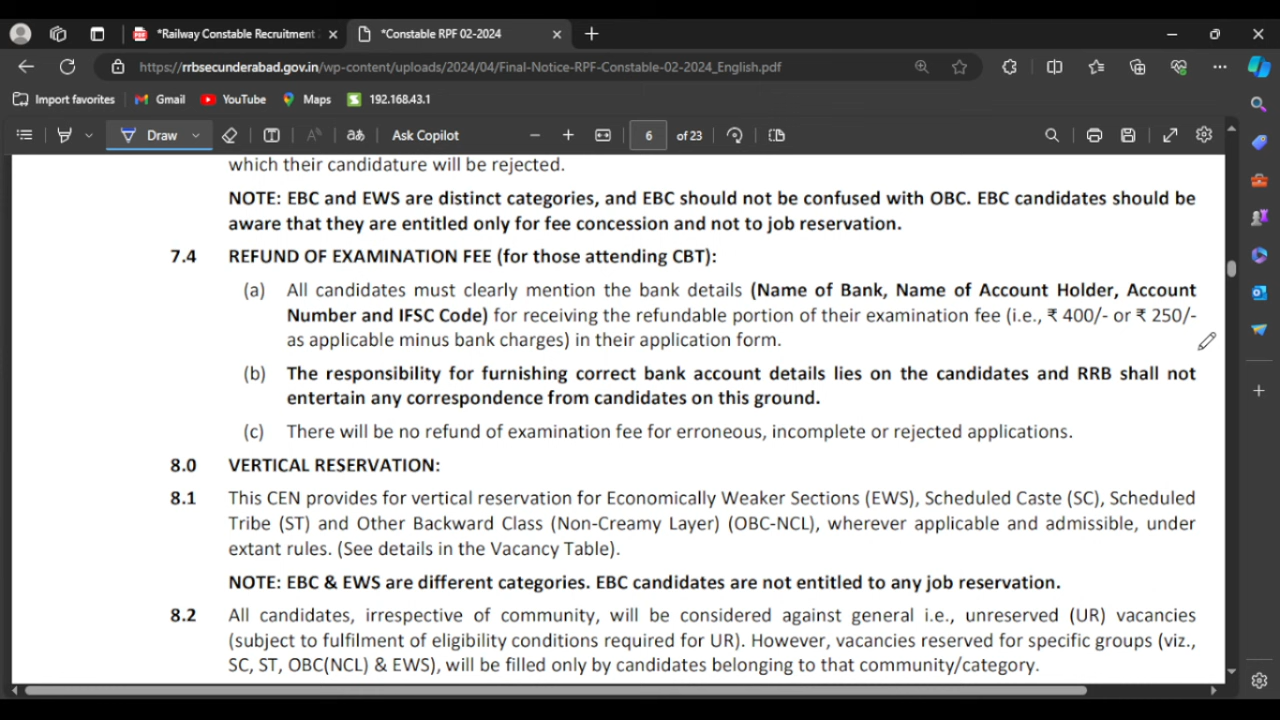 *Railway Constable Recruitment
*Constable RPF 02-2024
https://rrbsecunderabad.gov.in/wp-content/uploads/2024/04/Final-Notice-RPF-Constable-02-2024_English.pdf
Import favorites Gmail YouTube Maps 192.168.43.1
Draw aあ Ask Copilot 6 of 23
which their candidature will be rejected.
NOTE: EBC and EWS are distinct categories, and EBC should not be confused with OBC. EBC candidates should be
aware that they are entitled only for fee concession and not to job reservation.
7.4 REFUND OF EXAMINATION FEE (for those attending CBT):
(a) All candidates must clearly mention the bank details (Name of Bank, Name of Account Holder, Account
Number and IFSC Code) for receiving the refundable portion of their examination fee (i.e., ₹ 400/- or ₹ 250/-
as applicable minus bank charges) in their application form.
(b) The responsibility for furnishing correct bank account details lies on the candidates and RRB shall not
entertain any correspondence from candidates on this ground.
(c) There will be no refund of examination fee for erroneous, incomplete or rejected applications.
8.0 VERTICAL RESERVATION:
8.1 This CEN provides for vertical reservation for Economically Weaker Sections (EWS), Scheduled Caste (SC), Scheduled
Tribe (ST) and Other Backward Class (Non-Creamy Layer) (OBC-NCL), wherever applicable and admissible, under
extant rules. (See details in the Vacancy Table).
NOTE: EBC & EWS are different categories. EBC candidates are not entitled to any job reservation.
8.2 All candidates, irrespective of community, will be considered against general i.e., unreserved (UR) vacancies
(subject to fulfilment of eligibility conditions required for UR). However, vacancies reserved for specific groups (viz.,
SC, ST, OBC(NCL) & EWS), will be filled only by candidates belonging to that community/category.